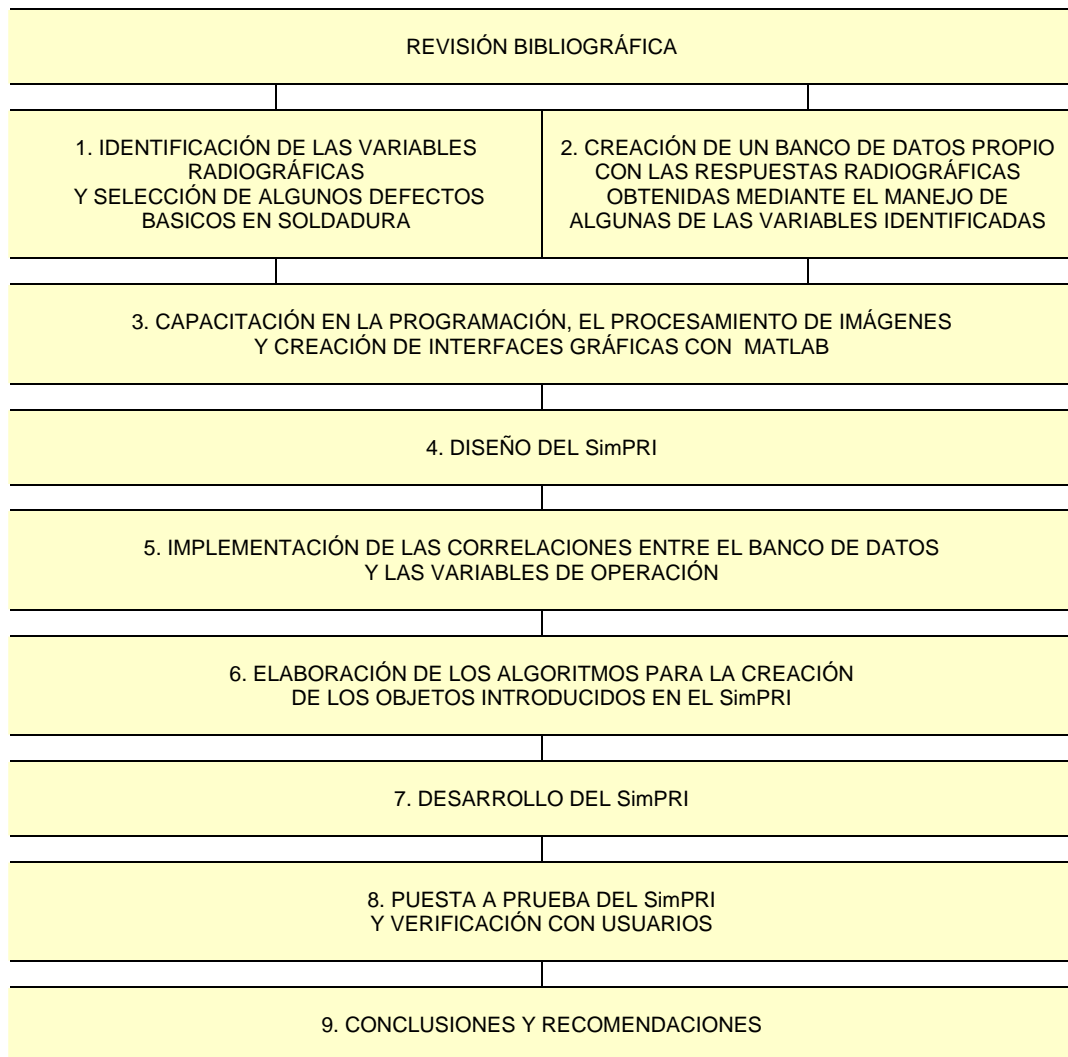 REVISIÓN BIBLIOGRÁFICA
1. IDENTIFICACIÓN DE LAS VARIABLES
RADIOGRÁFICAS
Y SELECCIÓN DE ALGUNOS DEFECTOS
BASICOS EN SOLDADURA
2. CREACIÓN DE UN BANCO DE DATOS PROPIO
CON LAS RESPUESTAS RADIOGRÁFICAS
OBTENIDAS MEDIANTE EL MANEJO DE
ALGUNAS DE LAS VARIABLES IDENTIFICADAS
3. CAPACITACIÓN EN LA PROGRAMACIÓN, EL PROCESAMIENTO DE IMÁGENES
Y CREACIÓN DE INTERFACES GRÁFICAS CON MATLAB
4. DISEÑO DEL SimPRI
5. IMPLEMENTACIÓN DE LAS CORRELACIONES ENTRE EL BANCO DE DATOS
Y LAS VARIABLES DE OPERACIÓN
6. ELABORACIÓN DE LOS ALGORITMOS PARA LA CREACIÓN
DE LOS OBJETOS INTRODUCIDOS EN EL SimPRI
7. DESARROLLO DEL SimPRI
8. PUESTA A PRUEBA DEL SimPRI
Y VERIFICACIÓN CON USUARIOS
9. CONCLUSIONES Y RECOMENDACIONES